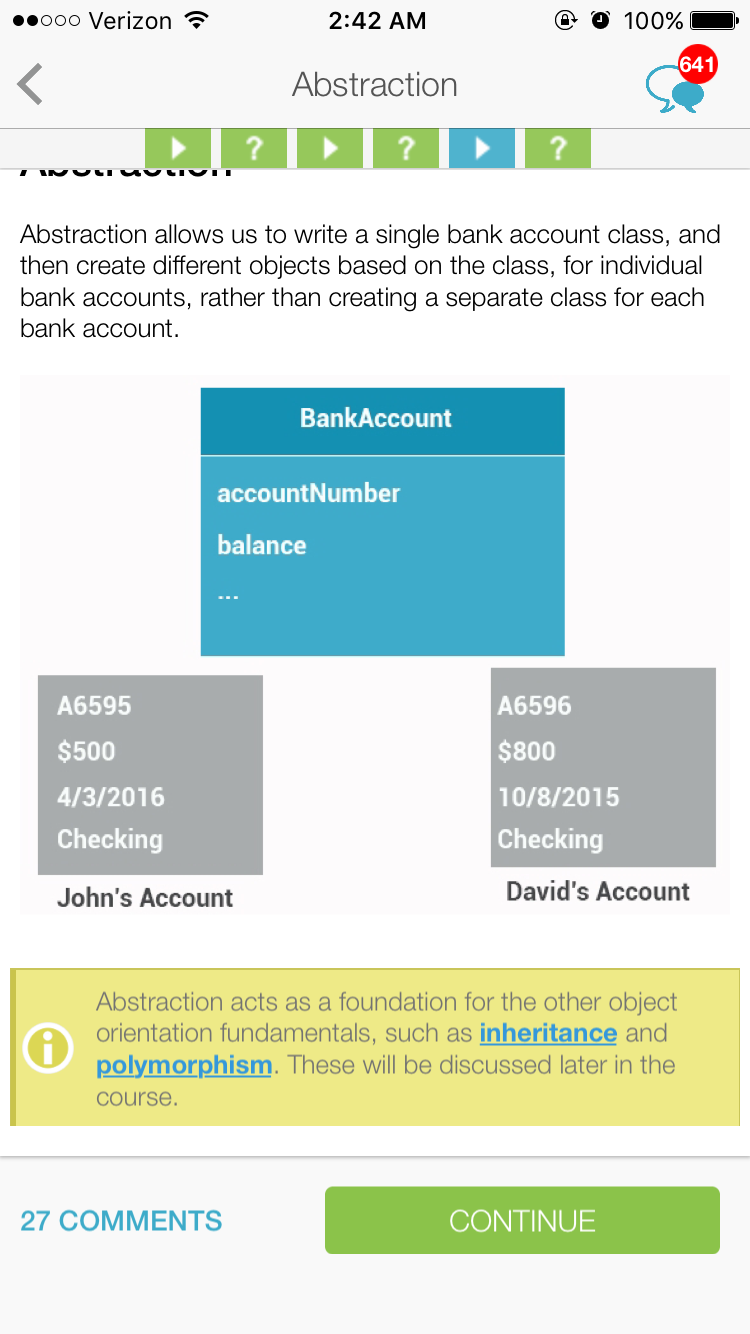 Verizon 2:42 AM 100%
Abstraction
641
? ? ?
Abstraction
Abstraction allows us to write a single bank account class, and
then create different objects based on the class, for individual
bank accounts, rather than creating a separate class for each
bank account.
BankAccount
accountNumber
balance
...
A6595
$500
4/3/2016
Checking
John's Account
A6596
$800
10/8/2015
Checking
David's Account
Abstraction acts as a foundation for the other object
orientation fundamentals, such as inheritance and
polymorphism. These will be discussed later in the
course.
27 COMMENTS
CONTINUE